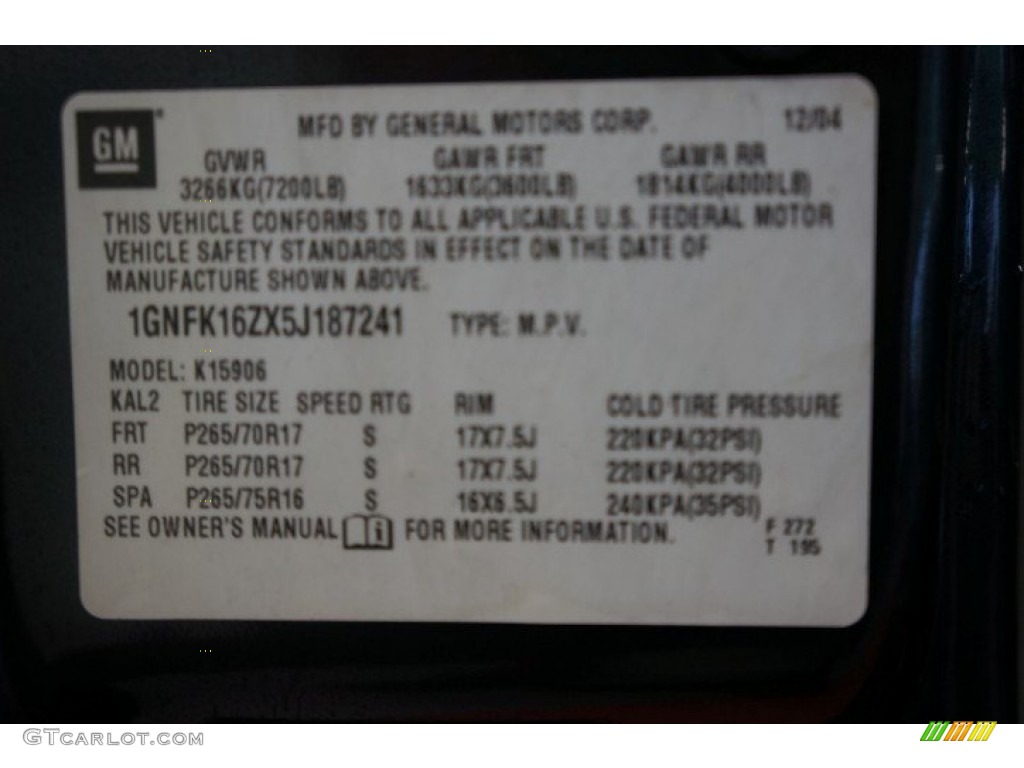 GM
MFD BY GENERAL MOTORS CORP. 12/04
GVWR GAWR FRT GAWR RR
3266KG(7200LB) 1633KG(3600LB) 1814KG(4000LB)
THIS VEHICLE CONFORMS TO ALL APPLICABLE U.S. FEDERAL MOTOR
VEHICLE SAFETY STANDARDS IN EFFECT ON THE DATE OF
MANUFACTURE SHOWN ABOVE.
1GNFK16ZX5J187241 TYPE: M.P.V.
MODEL: K15906
KAL2 TIRE SIZE SPEED RTG RIM COLD TIRE PRESSURE
FRT P265/70R17 S 17X7.5J 220KPA(32PSI)
RR P265/70R17 S 17X7.5J 220KPA(32PSI)
SPA P265/75R16 S 16X6.5J 240KPA(35PSI)
SEE OWNER'S MANUAL FOR MORE INFORMATION.
F 272
T 195
GTCARLOT.COM